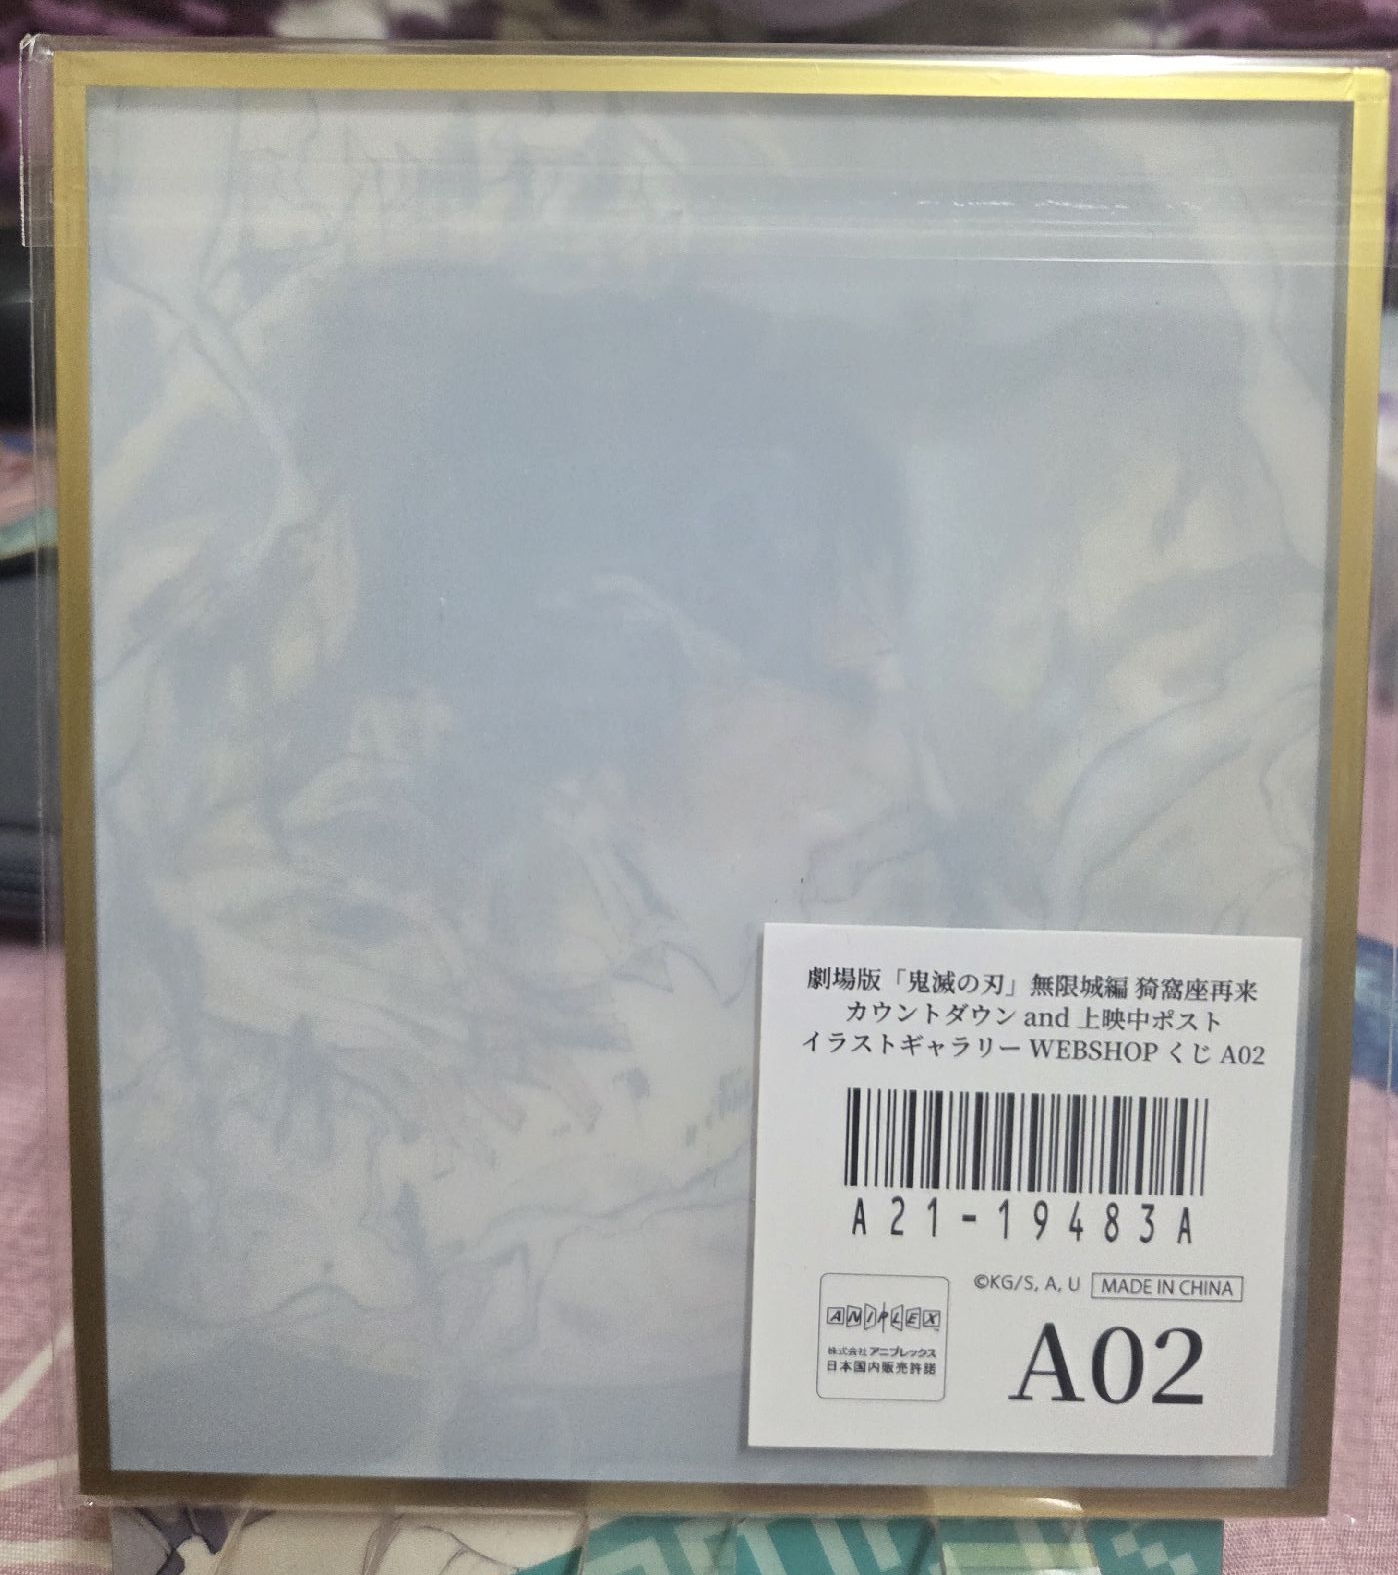 劇場版「鬼滅の刃」無限城編 猗窩座再来
カウントダウン and 上映中ポスト
イラストギャラリー WEBSHOP くじ A02
A21-19483A
©KG/S, A, U MADE IN CHINA
ANIPLEX
株式会社アニプレックス
日本国内販売許諾
A02